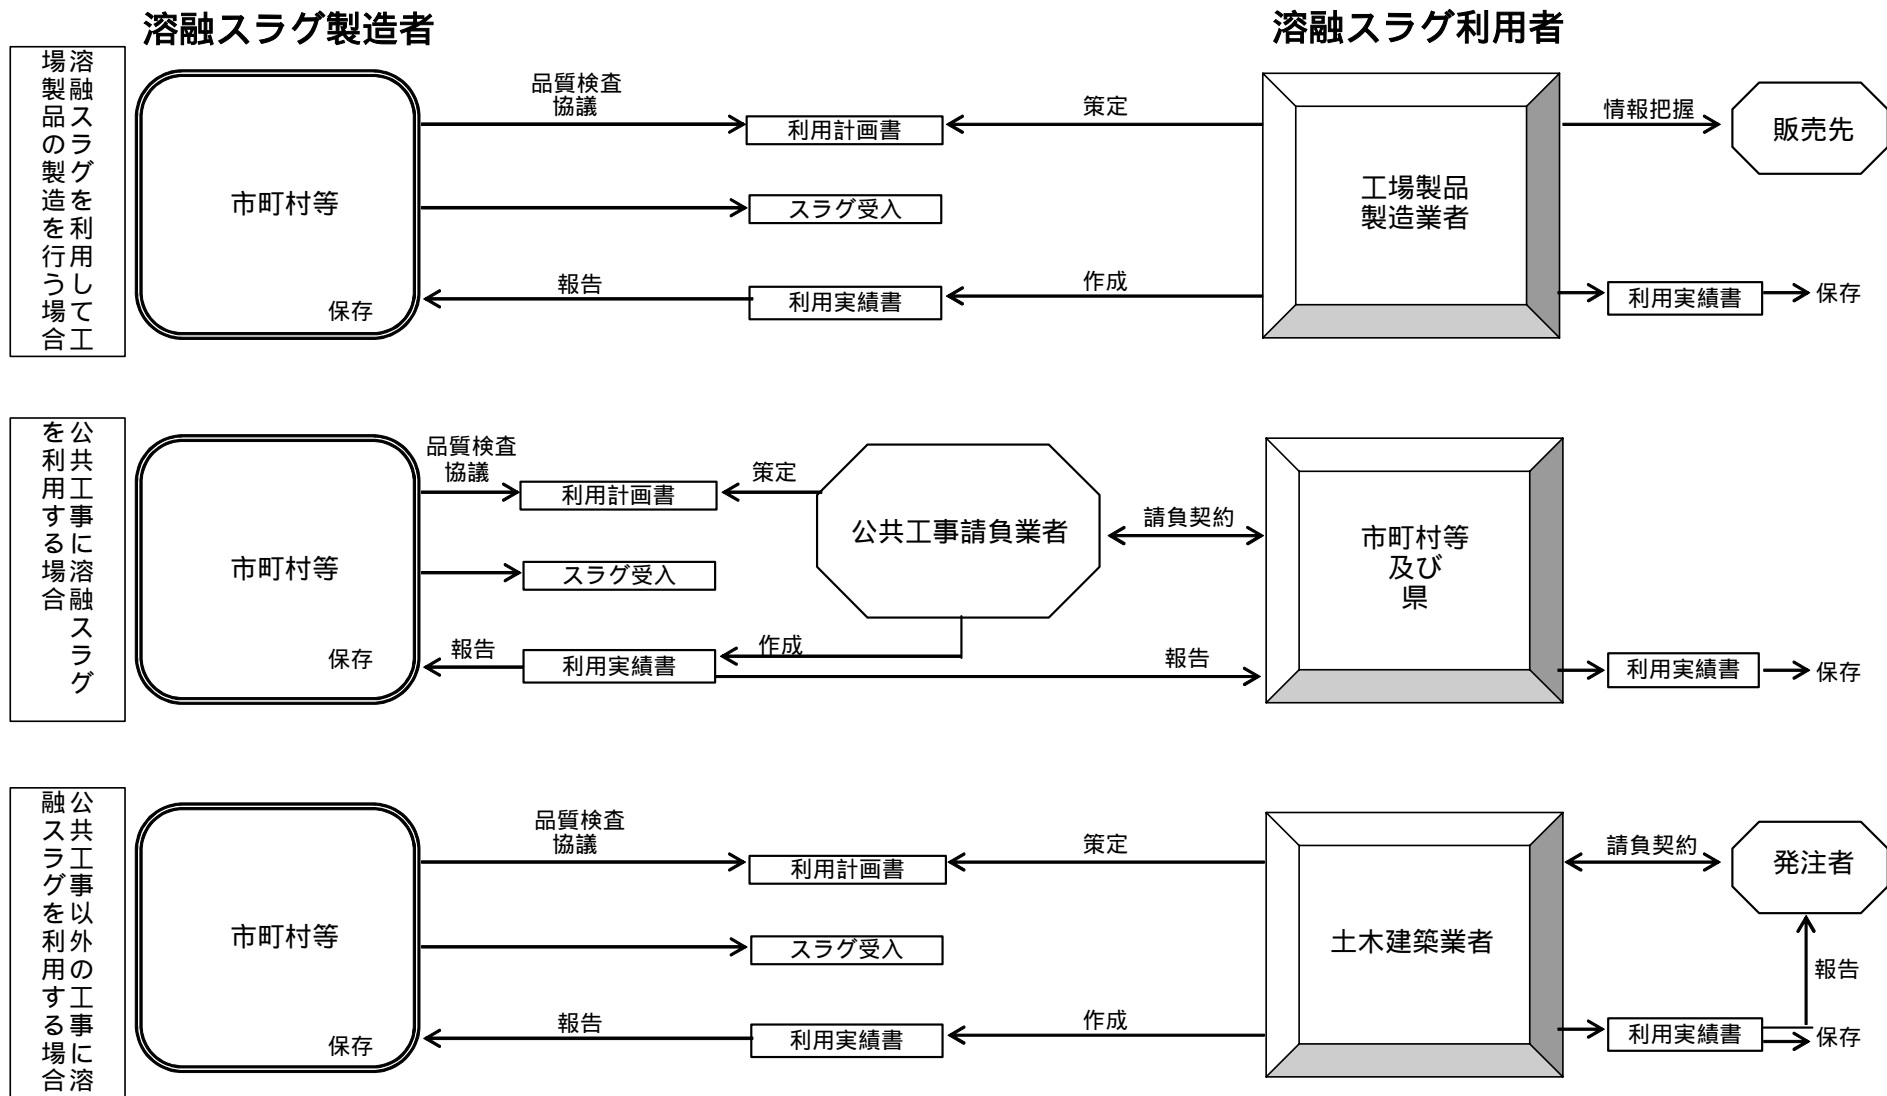 溶融スラグ製造者
溶融スラグ利用者
溶融スラグを利用して工
場製品の製造を行う場合
市町村等
保存
品質検査
協議
利用計画書
策定
スラグ受入
報告
利用実績書
作成
工場製品
製造業者
情報把握
販売先
利用実績書
保存
公共工事に溶融スラグ
を利用する場合
市町村等
保存
品質検査
協議
利用計画書
策定
スラグ受入
報告
利用実績書
作成
公共工事請負業者
請負契約
報告
市町村等
及び
県
利用実績書
保存
公共工事以外の工事に溶
融スラグを利用する場合
市町村等
保存
品質検査
協議
利用計画書
策定
スラグ受入
報告
利用実績書
作成
土木建築業者
請負契約
発注者
報告
利用実績書
保存